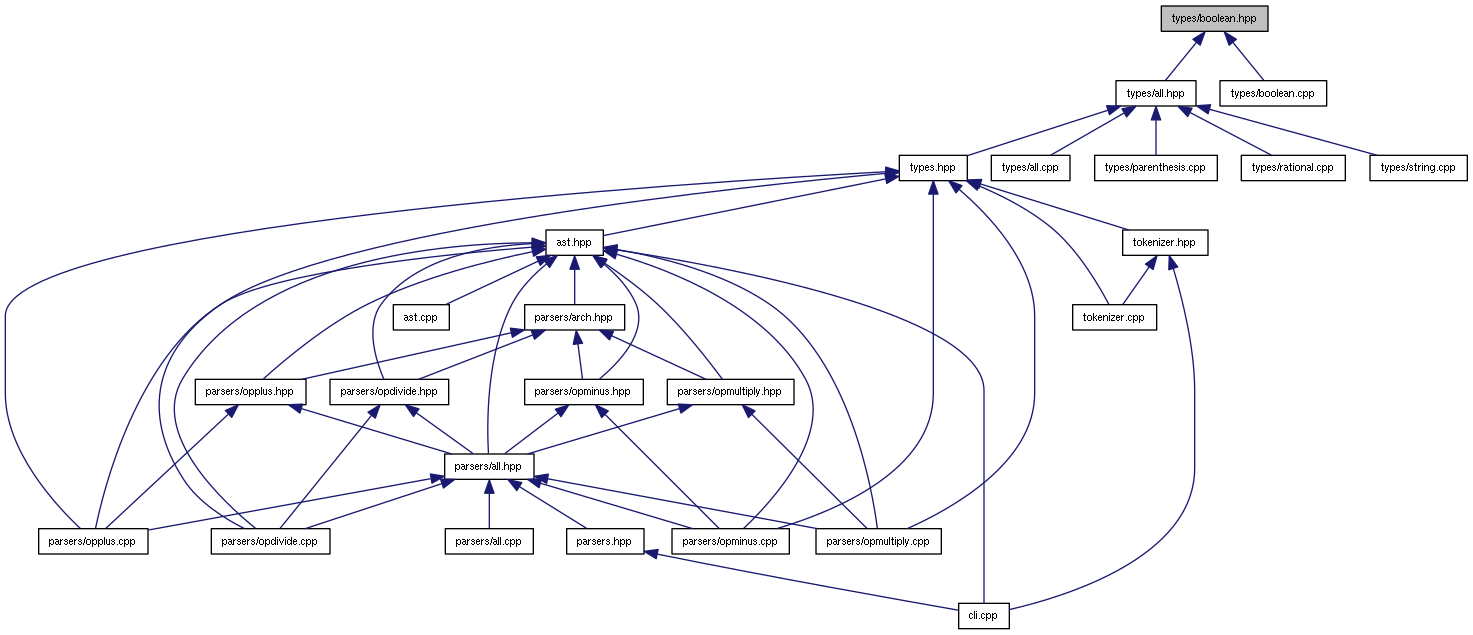 types/boolean.hpp
types/all.hpp
types/boolean.cpp
types.hpp
types/all.cpp
types/parenthesis.cpp
types/rational.cpp
types/string.cpp
ast.hpp
tokenizer.hpp
ast.cpp
parsers/arch.hpp
tokenizer.cpp
parsers/opplus.hpp
parsers/opdivide.hpp
parsers/opminus.hpp
parsers/opmultiply.hpp
parsers/all.hpp
parsers/opplus.cpp
parsers/opdivide.cpp
parsers/all.cpp
parsers.hpp
parsers/opminus.cpp
parsers/opmultiply.cpp
cli.cpp